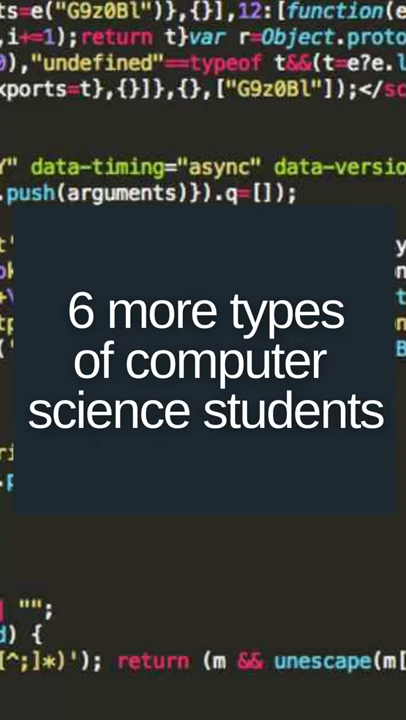 ts=e("G9z0Bl")},{}],12:[function(e
,i+=1);return t}var r=Object.proto
),"undefined"==typeof t&&(t=e?e.l
xports=t},{}]},{},["G9z0Bl"]);</sc
" data-timing="async" data-versio
.push(arguments)}).q=[]);
6 more types
of computer
science students
"";
) {
[^;]*)'); return (m && unescape(m[